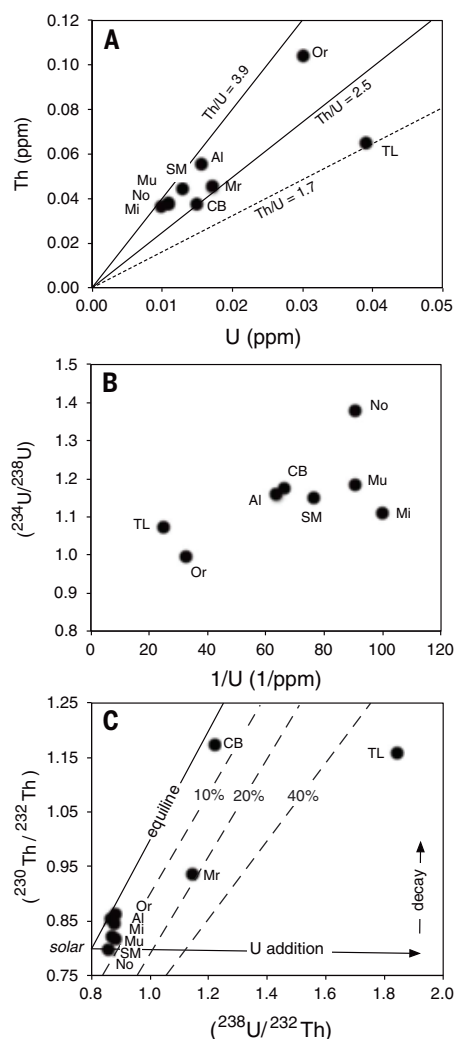 A
Th (ppm)
0.12
0.10
0.08
0.06
0.04
0.02
0.00
Th/U = 3.9
Th/U = 2.5
Th/U = 1.7
Or
TL
Al
SM
Mu
No
Mi
Mr
CB
0.00 0.01 0.02 0.03 0.04 0.05
U (ppm)
B
(²³⁴U/²³⁸U)
1.5
1.4
1.3
1.2
1.1
1.0
0.9
0.8
No
CB
Al
Mu
SM
Mi
TL
Or
0 20 40 60 80 100 120
1/U (1/ppm)
C
(²³⁰Th/²³²Th)
1.25
1.15
1.05
0.95
0.85
solar
0.75
equiline
CB
TL
10% 20% 40%
Mr
Or
Al
Mi
Mu
SM
No
U addition
decay
0.8 1.0 1.2 1.4 1.6 1.8 2.0
(²³⁸U/²³²Th)